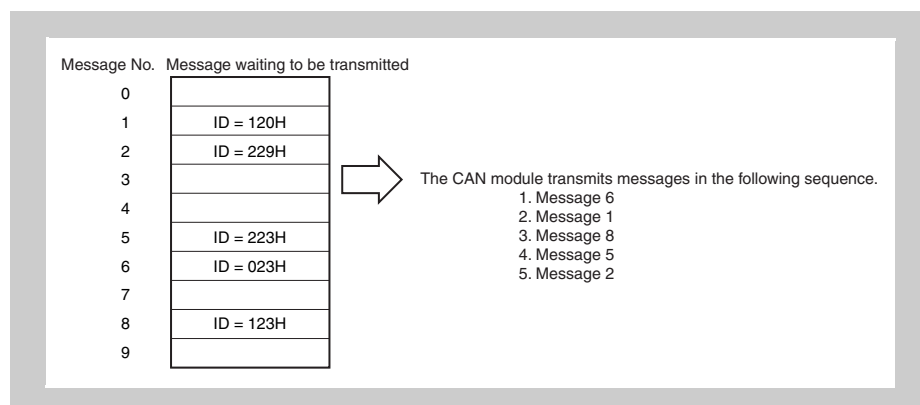 Message No. Message waiting to be transmitted
0
1 ID = 120H
2 ID = 229H
3
4
5 ID = 223H
6 ID = 023H
7
8 ID = 123H
9
The CAN module transmits messages in the following sequence.
1. Message 6
2. Message 1
3. Message 8
4. Message 5
5. Message 2